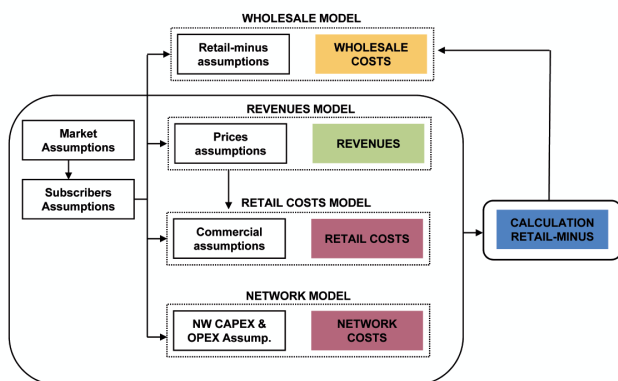 WHOLESALE MODEL
Retail-minus
assumptions
WHOLESALE
COSTS
REVENUES MODEL
Market
Assumptions
Prices
assumptions
REVENUES
Subscribers
Assumptions
RETAIL COSTS MODEL
Commercial
assumptions
RETAIL COSTS
CALCULATION
RETAIL-MINUS
NETWORK MODEL
NW CAPEX &
OPEX Assump.
NETWORK
COSTS